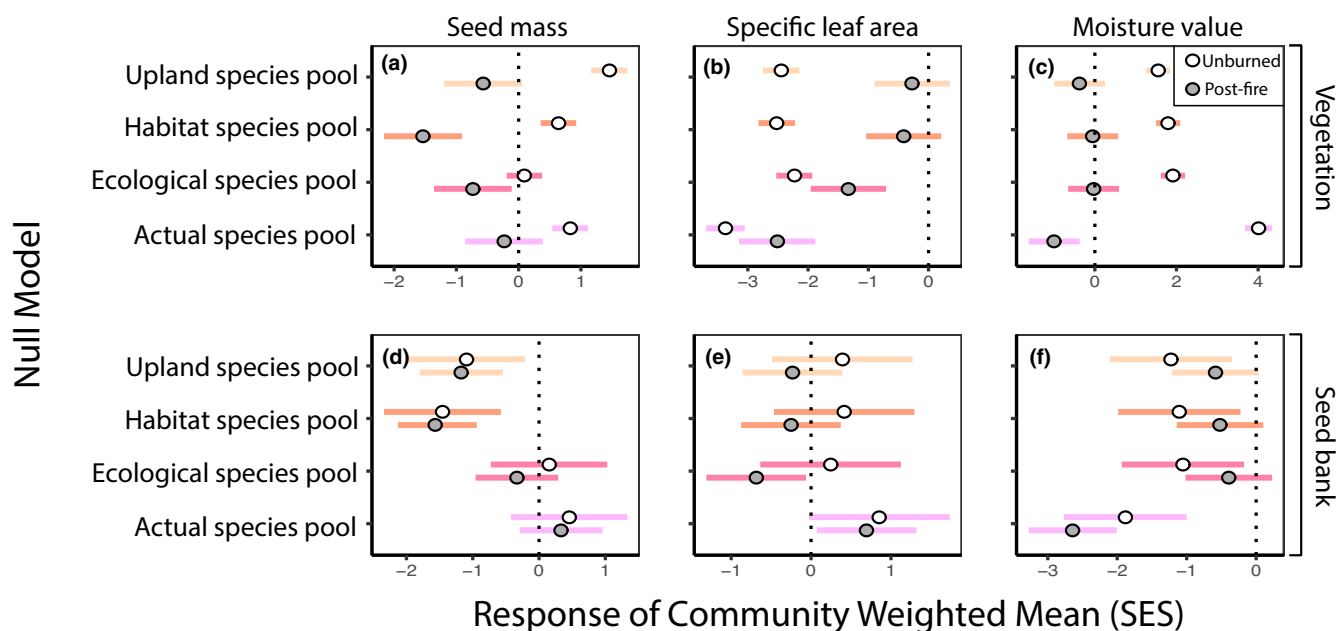 Seed mass
Specific leaf area
Moisture value
(a)
(b)
(c)
Unburned
Post-fire
Upland species pool
Habitat species pool
Ecological species pool
Actual species pool
−2 −1 0 1
−3 −2 −1 0
0 2 4
Vegetation
Null Model
(d)
(e)
(f)
Upland species pool
Habitat species pool
Ecological species pool
Actual species pool
−2 −1 0 1
−1 0 1
−3 −2 −1 0
Seed bank
Response of Community Weighted Mean (SES)